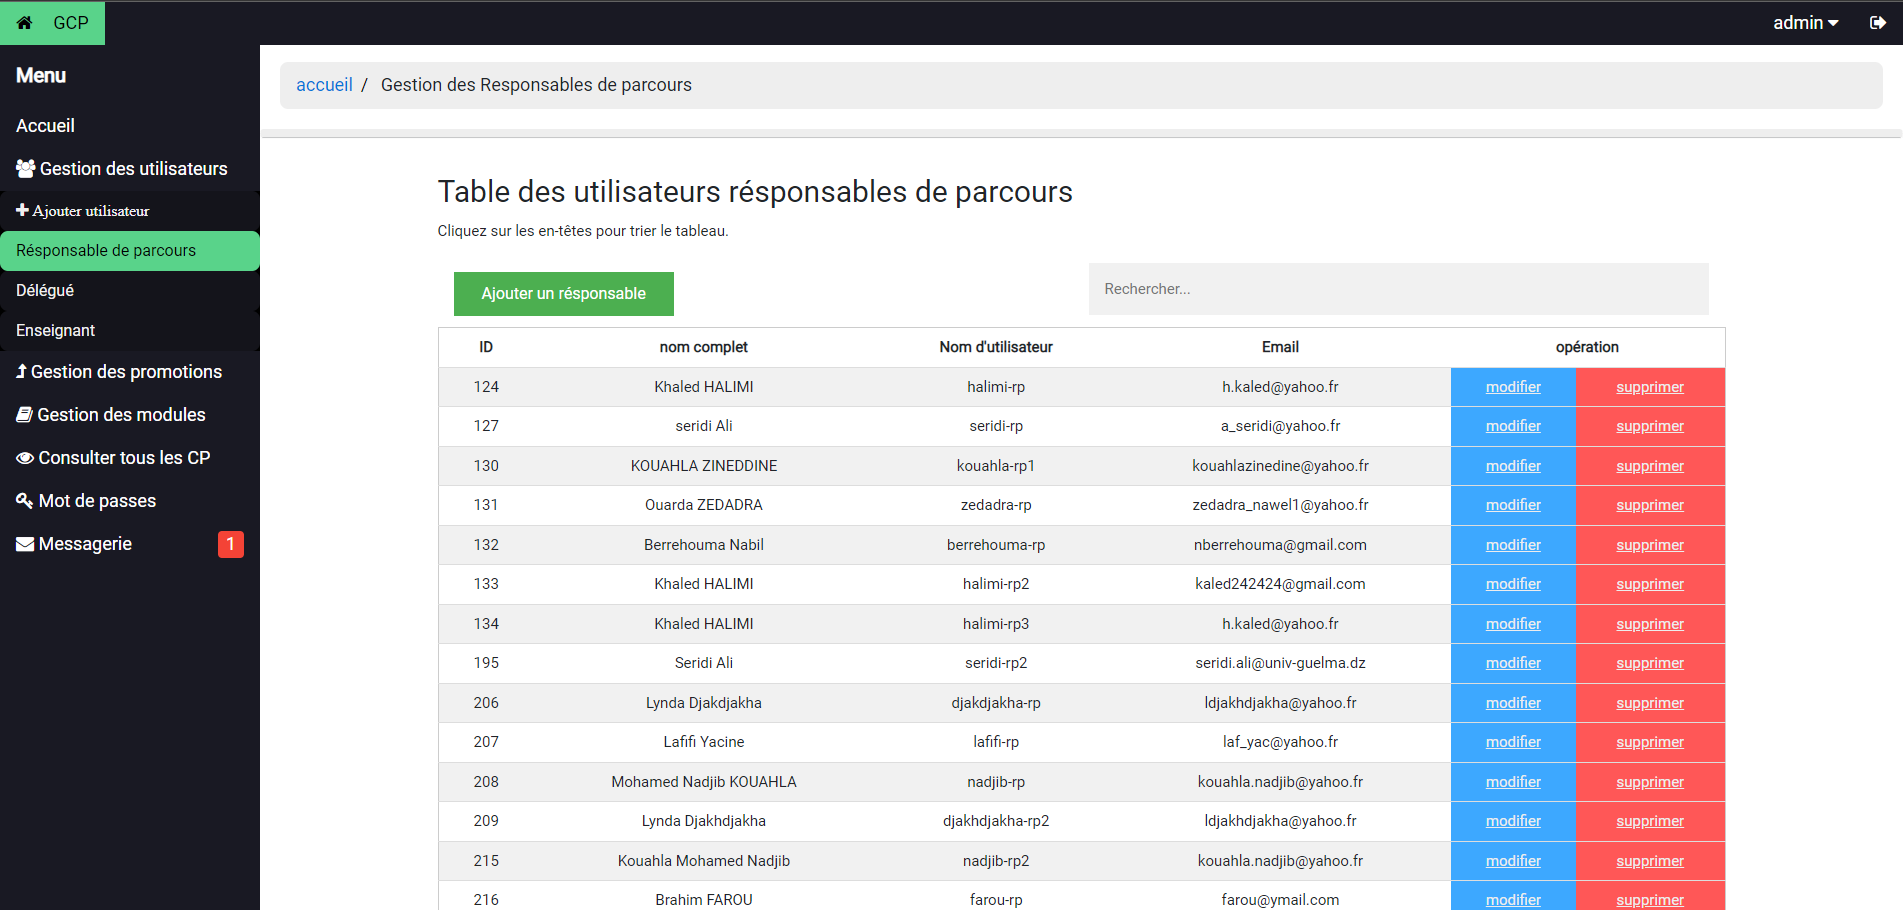 GCP
admin
Menu
Accueil
Gestion des utilisateurs
Ajouter utilisateur
Résponsable de parcours
Délégué
Enseignant
Gestion des promotions
Gestion des modules
Consulter tous les CP
Mot de passes
Messagerie 1
accueil / Gestion des Responsables de parcours
Table des utilisateurs résponsables de parcours
Cliquez sur les en-têtes pour trier le tableau.
Ajouter un résponsable
Rechercher...
ID nom complet Nom d'utilisateur Email opération
124 Khaled HALIMI halimi-rp h.kaled@yahoo.fr modifier supprimer
127 seridi Ali seridi-rp a_seridi@yahoo.fr modifier supprimer
130 KOUAHLA ZINEDDINE kouahla-rp1 kouahlazinedine@yahoo.fr modifier supprimer
131 Ouarda ZEDADRA zedadra-rp zedadra_nawel1@yahoo.fr modifier supprimer
132 Berrehouma Nabil berrehouma-rp nberrehouma@gmail.com modifier supprimer
133 Khaled HALIMI halimi-rp2 kaled242424@gmail.com modifier supprimer
134 Khaled HALIMI halimi-rp3 h.kaled@yahoo.fr modifier supprimer
195 Seridi Ali seridi-rp2 seridi.ali@univ-guelma.dz modifier supprimer
206 Lynda Djakdjakha djakdjakha-rp ldjakhdjakha@yahoo.fr modifier supprimer
207 Lafifi Yacine lafifi-rp laf_yac@yahoo.fr modifier supprimer
208 Mohamed Nadjib KOUAHLA nadjib-rp kouahla.nadjib@yahoo.fr modifier supprimer
209 Lynda Djakhdjakha djakhdjakha-rp2 ldjakhdjakha@yahoo.fr modifier supprimer
215 Kouahla Mohamed Nadjib nadjib-rp2 kouahla.nadjib@yahoo.fr modifier supprimer
216 Brahim FAROU farou-rp farou@ymail.com modifier supprimer